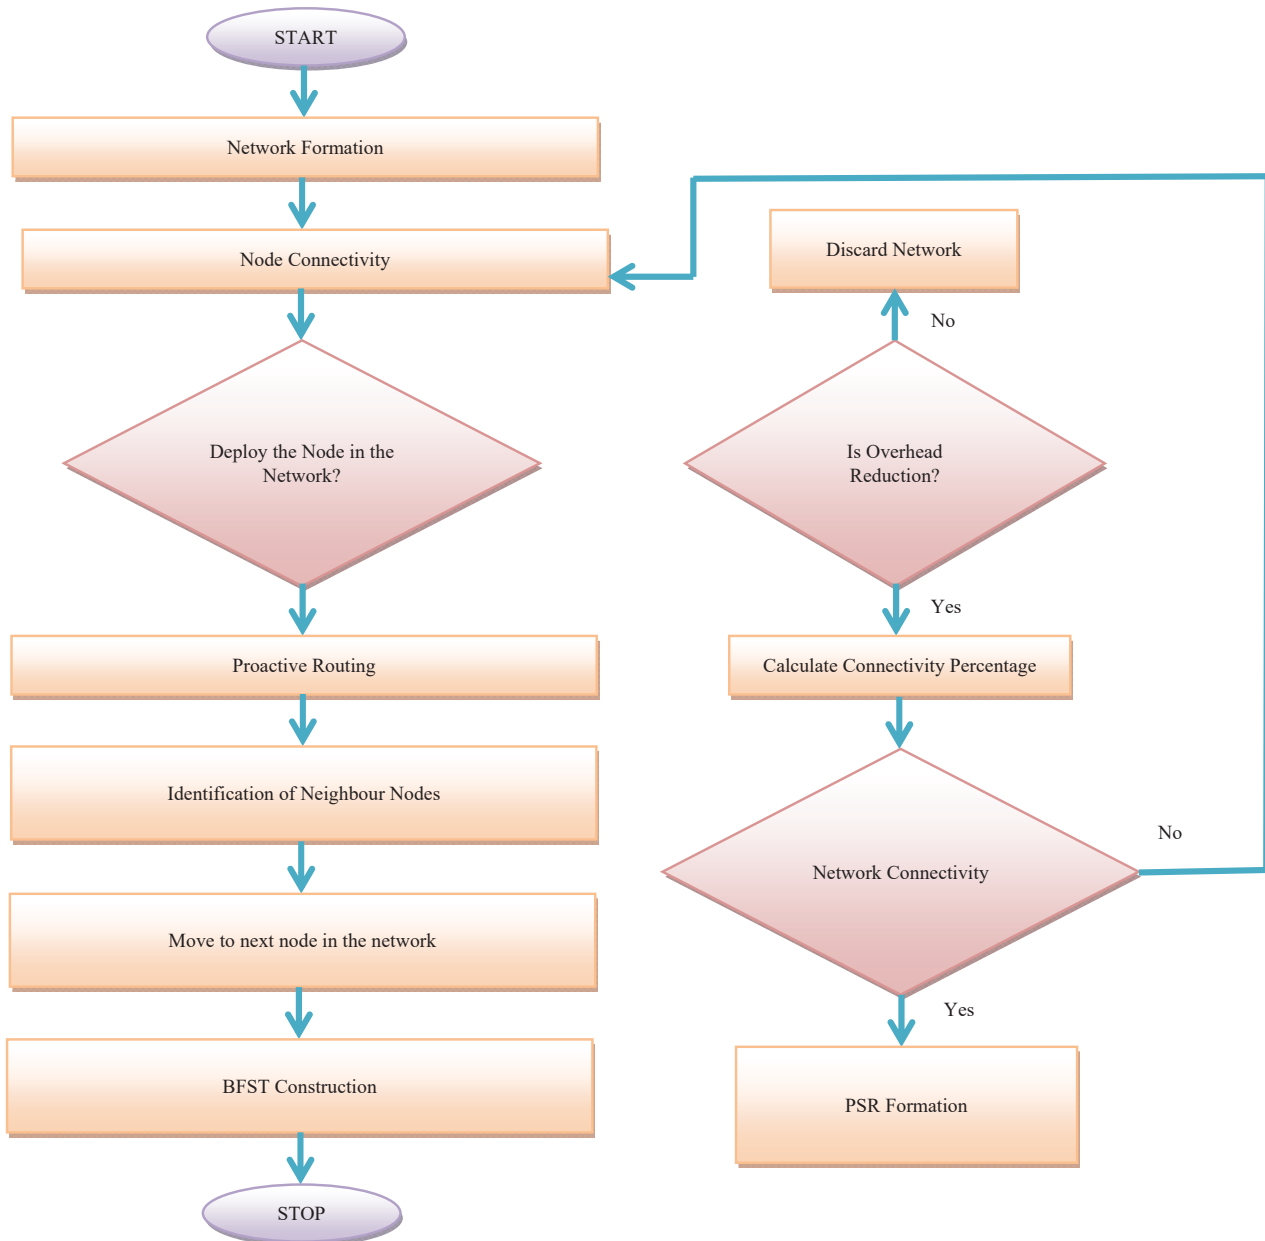 START
Network Formation
Node Connectivity
Deploy the Node in the
Network?
Proactive Routing
Identification of Neighbour Nodes
Move to next node in the network
BFST Construction
STOP
Discard Network
No
Is Overhead
Reduction?
Yes
Calculate Connectivity Percentage
Network Connectivity
No
Yes
PSR Formation